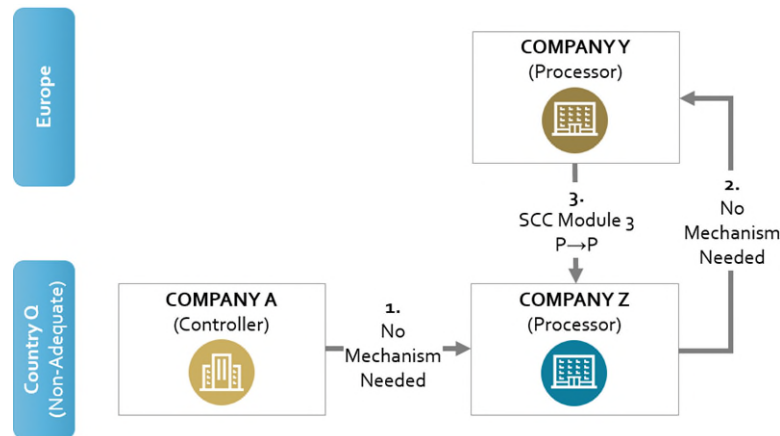 Europe
COMPANY Y
(Processor)
3.
SCC Module 3
P→P
2.
No
Mechanism
Needed
Country Q
(Non-Adequate)
COMPANY A
(Controller)
1.
No
Mechanism
Needed
COMPANY Z
(Processor)